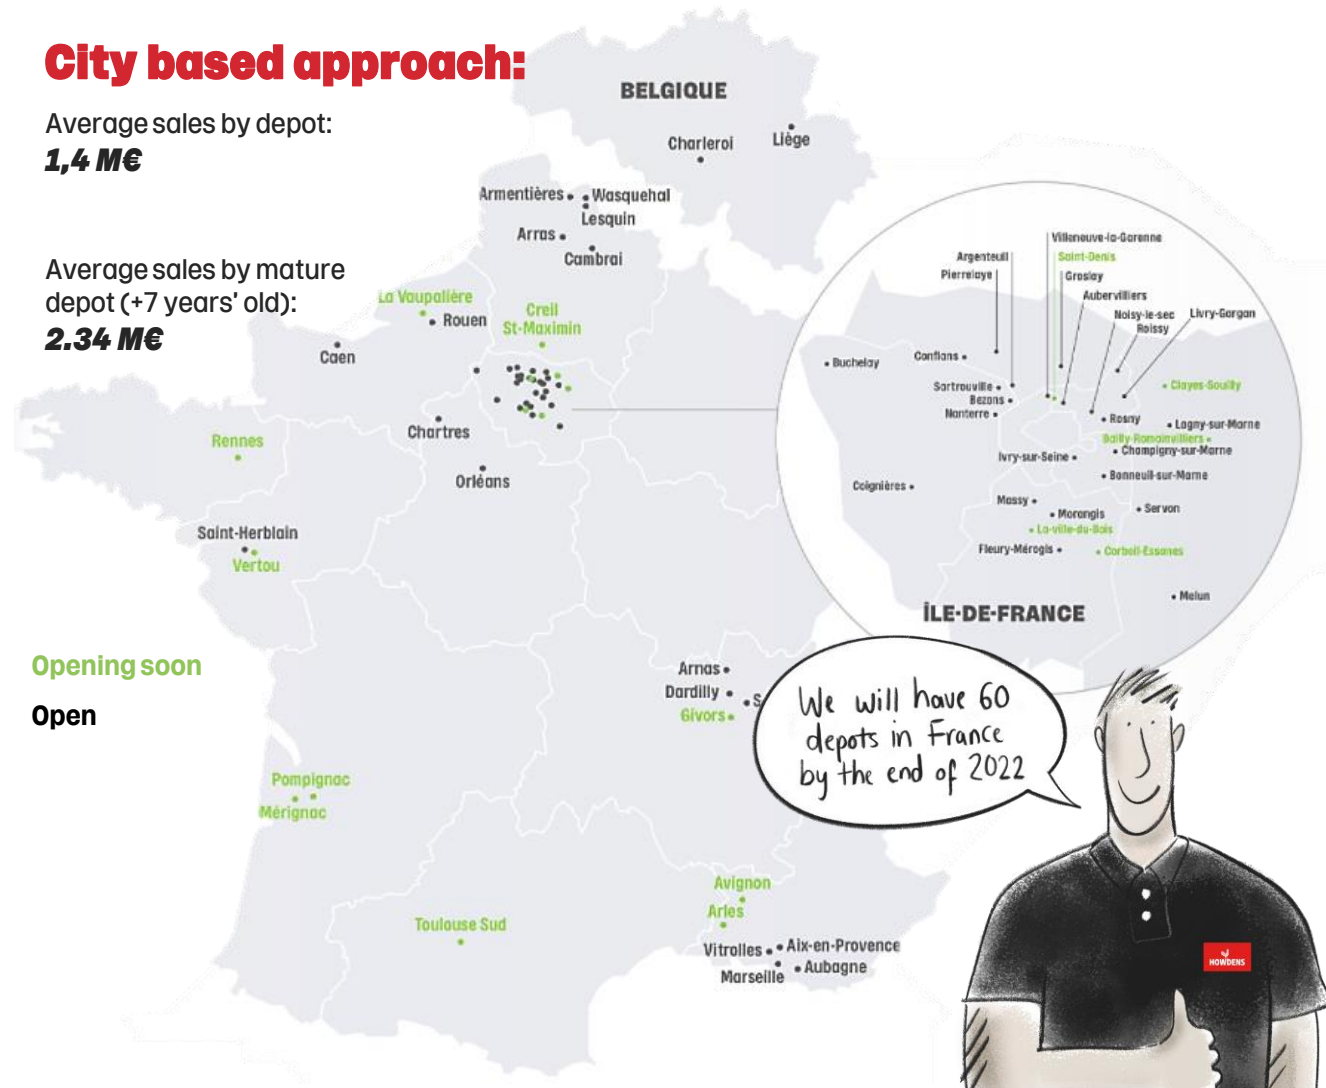 City based approach:
Average sales by depot:
1,4 M€
Average sales by mature
depot (+7 years' old):
2.34 M€
BELGIQUE
Charleroi
Liège
Armentières
Wasquehal
Lesquin
Arras
Cambrai
La Vaupalière
Rouen
Creil
St-Maximin
Caen
Chartres
Orléans
Rennes
Saint-Herblain
Vertou
Villeneuve-la-Garenne
Argenteuil
Saint-Denis
Pierrelaye
Groslay
Aubervilliers
Noisy-le-sec
Livry-Gargan
Roissy
Buchelay
Conflans
Sartrouville
Clayes-Souilly
Bezons
Nanterre
Rosny
Lagny-sur-Marne
Bailly-Romainvilliers
Champigny-sur-Marne
Ivry-sur-Seine
Bonneuil-sur-Marne
Coignières
Massy
Morangis
Servon
La-ville-du-Bois
Fleury-Mérogis
Corbeil-Essones
Melun
ÎLE-DE-FRANCE
Opening soon
Open
Arnas
Dardilly
S
Givors
We will have 60
depots in France
by the end of 2022
Pompignac
Mérignac
Avignon
Arles
Toulouse Sud
Vitrolles
Aix-en-Provence
Marseille
Aubagne
HOWDENS